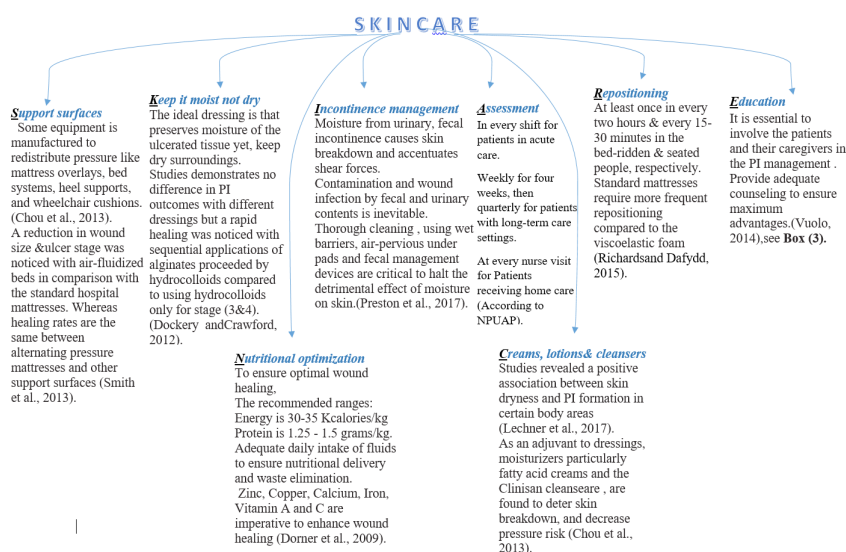 SKINCARE
Support surfaces
Some equipment is
manufactured to
redistribute pressure like
mattress overlays, bed
systems, heel supports,
and wheelchair cushions.
(Chou et al., 2013).
A reduction in wound
size &ulcer stage was
noticed with air-fluidized
beds in comparison with
the standard hospital
mattresses. Whereas
healing rates are the
same between
alternating pressure
mattresses and other
support surfaces (Smith
et al., 2013).
Keep it moist not dry
The ideal dressing is that
preserves moisture of the
ulcerated tissue yet, keep
dry surroundings.
Studies demonstrates no
difference in PI
outcomes with different
dressings but a rapid
healing was noticed with
sequential applications of
alginates proceeded by
hydrocolloids compared
to using hydrocolloids
only for stage (3&4).
(Dockery andCrawford,
2012).
Incontinence management
Moisture from urinary, fecal
incontinence causes skin
breakdown and accentuates
shear forces.
Contamination and wound
infection by fecal and urinary
contents is inevitable.
Thorough cleaning , using wet
barriers, air-pervious under
pads and fecal management
devices are critical to halt the
detrimental effect of moisture
on skin.(Preston et al., 2017).
Assessment
In every shift for
patients in acute
care.
Weekly for four
weeks, then
quarterly for patients
with long-term care
settings.
At every nurse visit
for Patients
receiving home care
(According to
NPUAP).
Repositioning
At least once in every
two hours & every 15-
30 minutes in the
bed-ridden & seated
people, respectively.
Standard mattresses
require more frequent
repositioning
compared to the
viscoelastic foam
(Richardsand Dafydd,
2015).
Education
It is essential to
involve the patients
and their caregivers in
the PI management .
Provide adequate
counseling to ensure
maximum
advantages.(Vuolo,
2014),see Box (3).
Nutritional optimization
To ensure optimal wound
healing,
The recommended ranges:
Energy is 30-35 Kcalories/kg
Protein is 1.25 - 1.5 grams/kg.
Adequate daily intake of fluids
to ensure nutritional delivery
and waste elimination.
Zinc, Copper, Calcium, Iron,
Vitamin A and C are
imperative to enhance wound
healing (Dorner et al., 2009).
Creams, lotions& cleansers
Studies revealed a positive
association between skin
dryness and PI formation in
certain body areas
(Lechner et al., 2017).
As an adjuvant to dressings,
moisturizers particularly
fatty acid creams and the
Clinisan cleanseare , are
found to deter skin
breakdown, and decrease
pressure risk (Chou et al.,
2013).